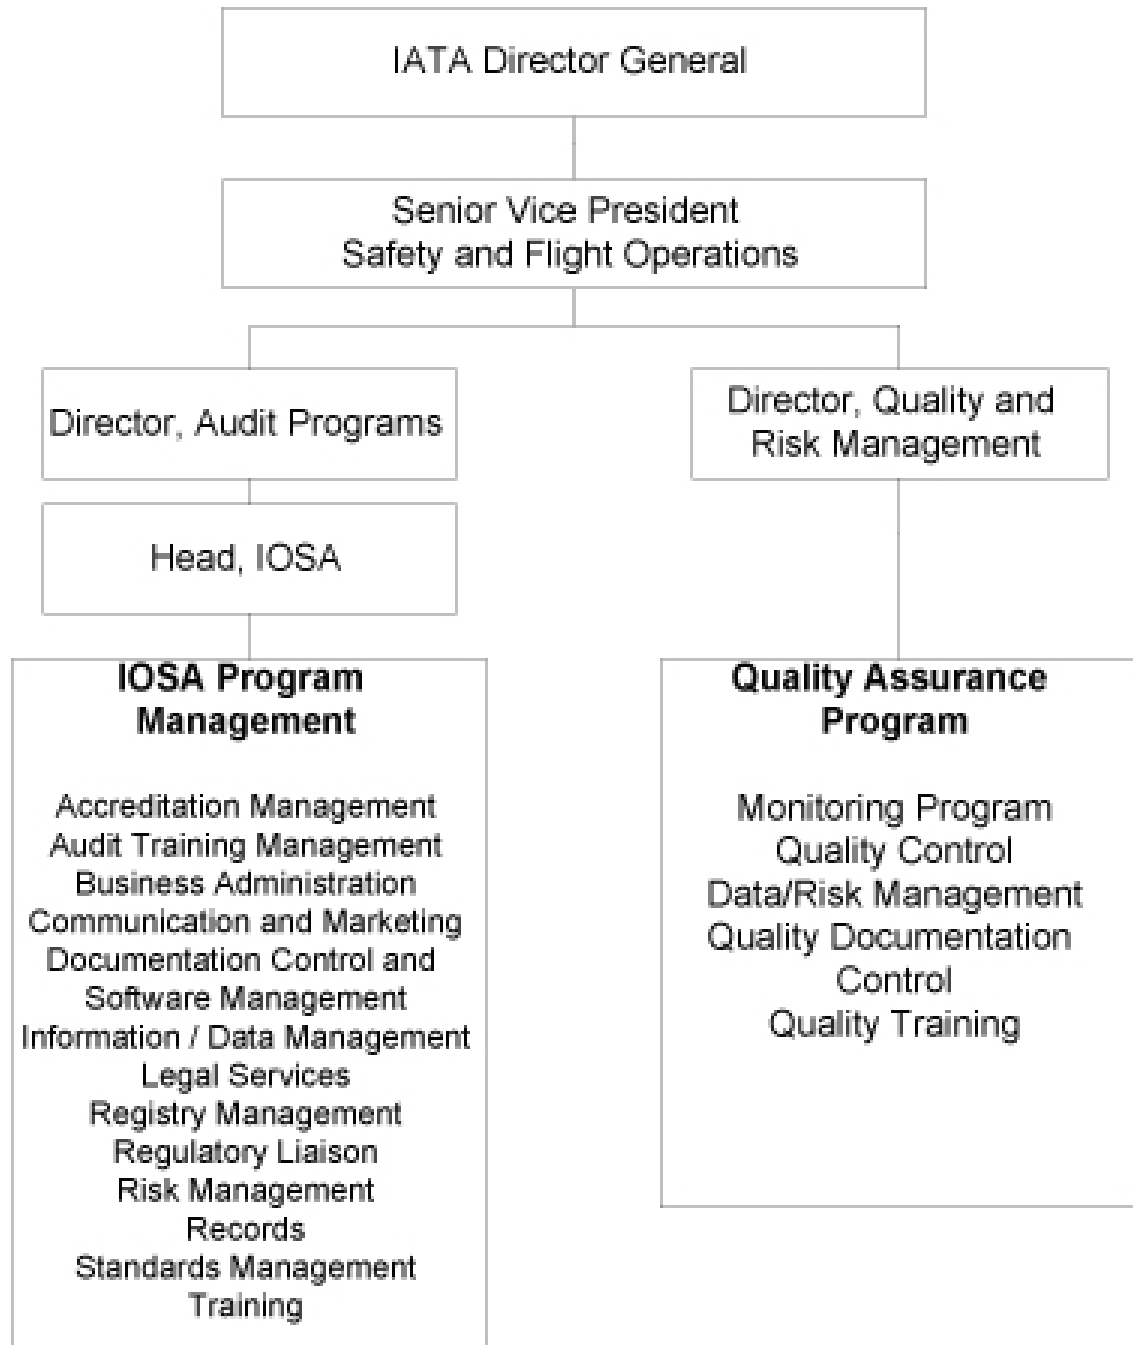 IATA Director General
Senior Vice President
Safety and Flight Operations
Director, Audit Programs
Director, Quality and
Risk Management
Head, IOSA
IOSA Program
Management
Accreditation Management
Audit Training Management
Business Administration
Communication and Marketing
Documentation Control and
Software Management
Information / Data Management
Legal Services
Registry Management
Regulatory Liaison
Risk Management
Records
Standards Management
Training
Quality Assurance
Program
Monitoring Program
Quality Control
Data/Risk Management
Quality Documentation
Control
Quality Training